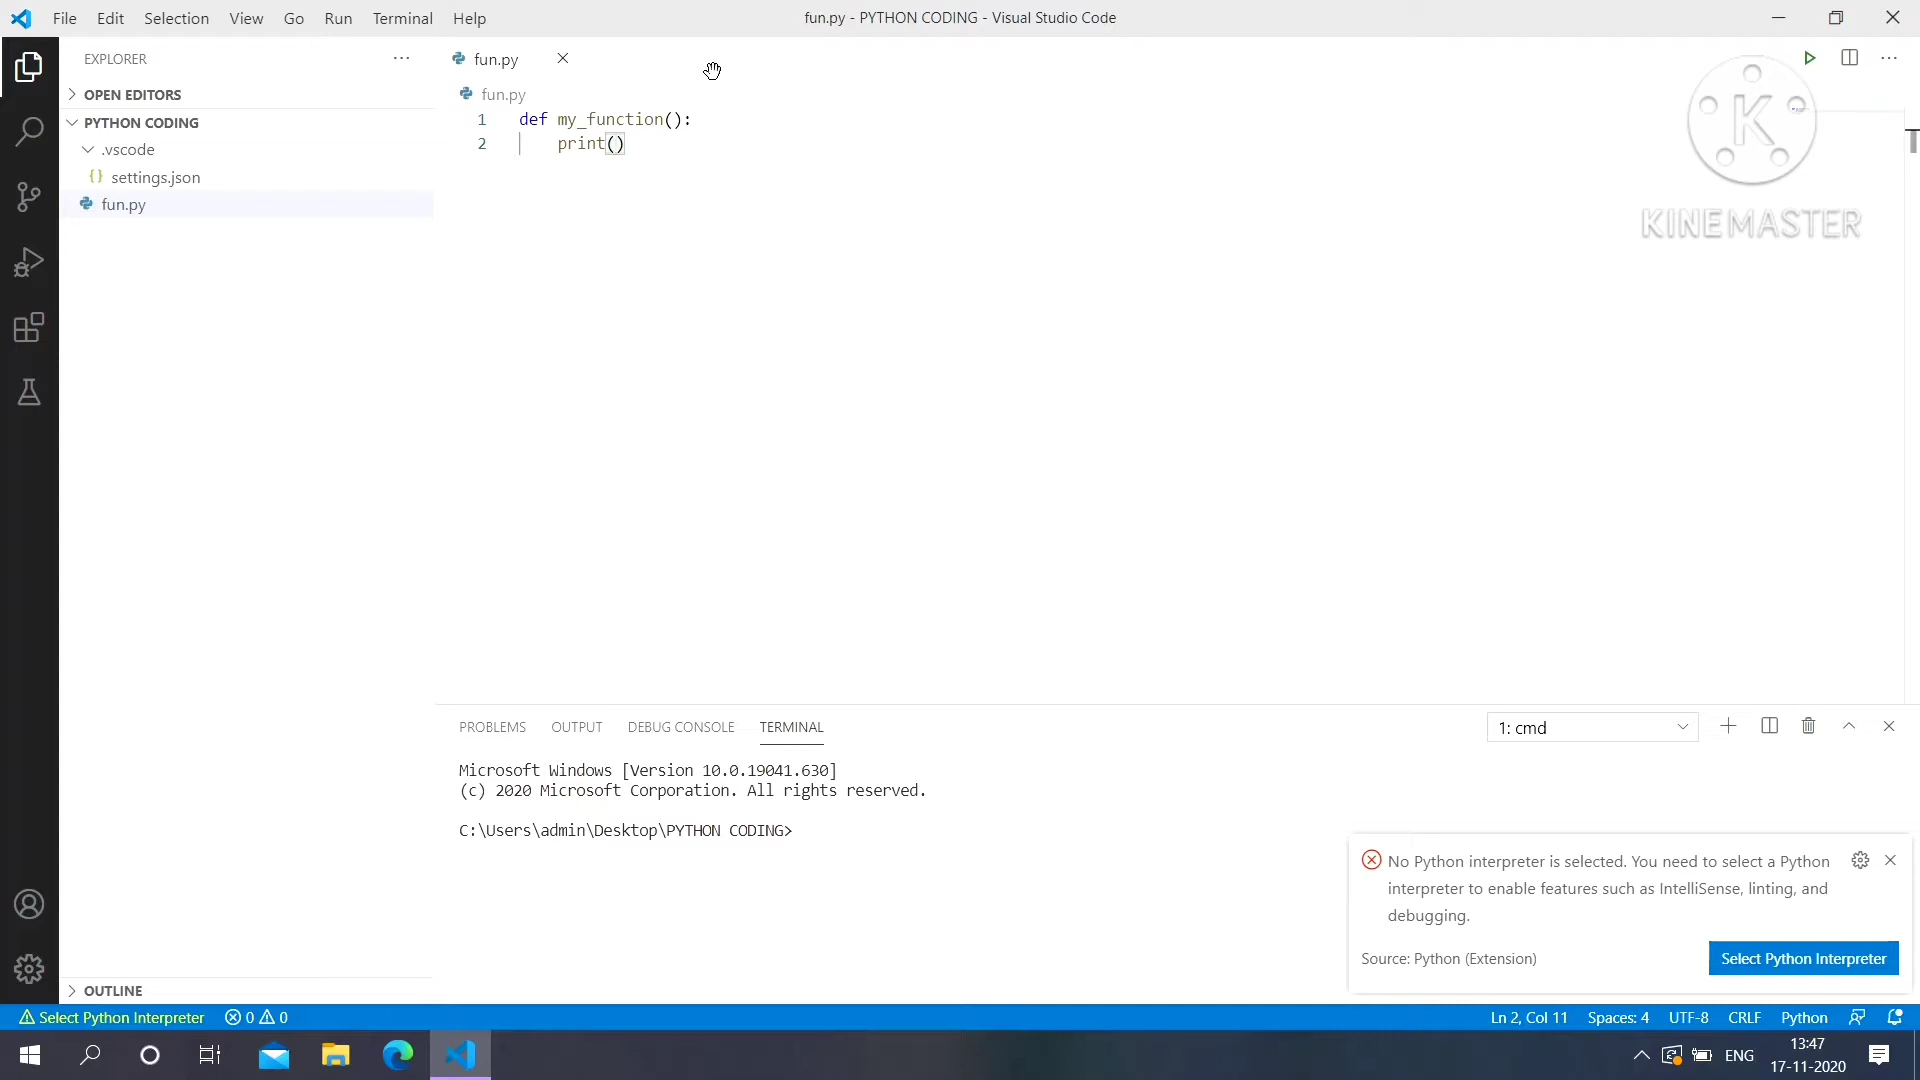 File Edit Selection View Go Run Terminal Help
fun.py - PYTHON CODING - Visual Studio Code
EXPLORER
OPEN EDITORS
PYTHON CODING
.vscode
{} settings.json
fun.py
fun.py
fun.py
1 def my_function():
2 print()
K
KINEMASTER
PROBLEMS OUTPUT DEBUG CONSOLE TERMINAL
1: cmd
Microsoft Windows [Version 10.0.19041.630]
(c) 2020 Microsoft Corporation. All rights reserved.
C:\Users\admin\Desktop\PYTHON CODING>
No Python interpreter is selected. You need to select a Python
interpreter to enable features such as IntelliSense, linting, and
debugging.
Source: Python (Extension)
Select Python Interpreter
OUTLINE
Select Python Interpreter 0 0
Ln 2, Col 11 Spaces: 4 UTF-8 CRLF Python
ENG
13:47
17-11-2020